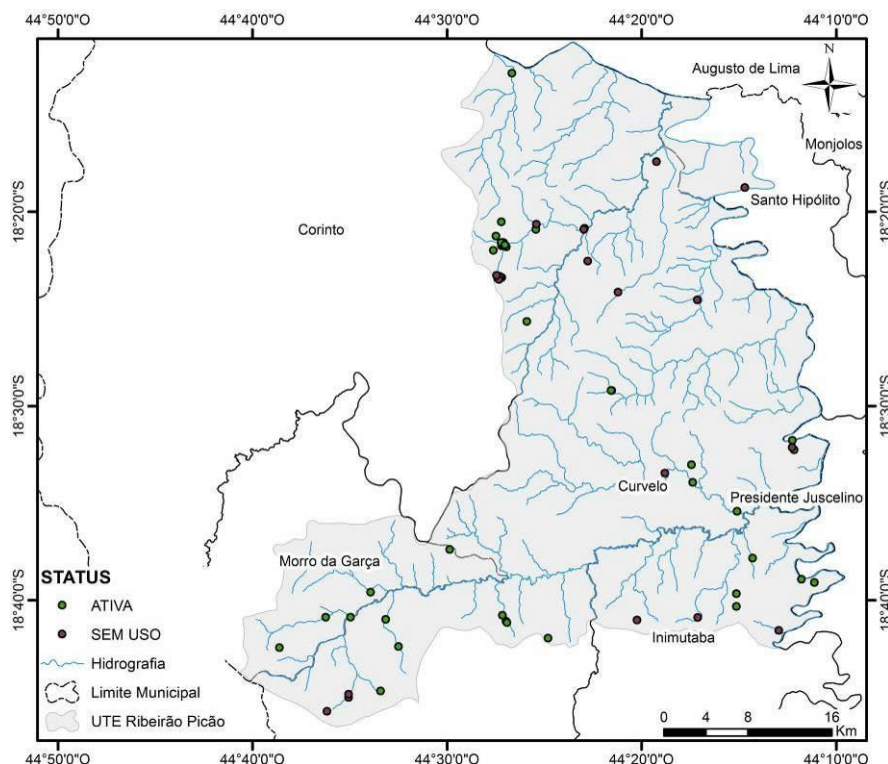 44°50'0"O 44°40'0"O 44°30'0"O 44°20'0"O 44°10'0"O
N
Augusto de Lima
Monjolos
18°20'0"S 18°20'0"S
Santo Hipólito
Corinto
18°30'0"S 18°30'0"S
Curvelo
Presidente Juscelino
Morro da Garça
STATUS
ATIVA
18°40'0"S 18°40'0"S
SEM USO
Inimutaba
Hidrografia
Limite Municipal
UTE Ribeirão Picão
0 4 8 12 16
Km
44°50'0"O 44°40'0"O 44°30'0"O 44°20'0"O 44°10'0"O